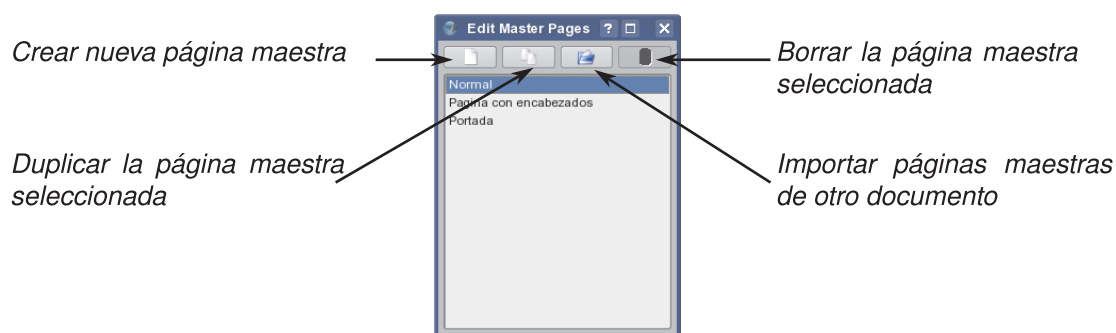 Edit Master Pages ?
Crear nueva página maestra
Borrar la página maestra
seleccionada
Normal
Pagina con encabezados
Portada
Duplicar la página maestra
seleccionada
Importar páginas maestras
de otro documento